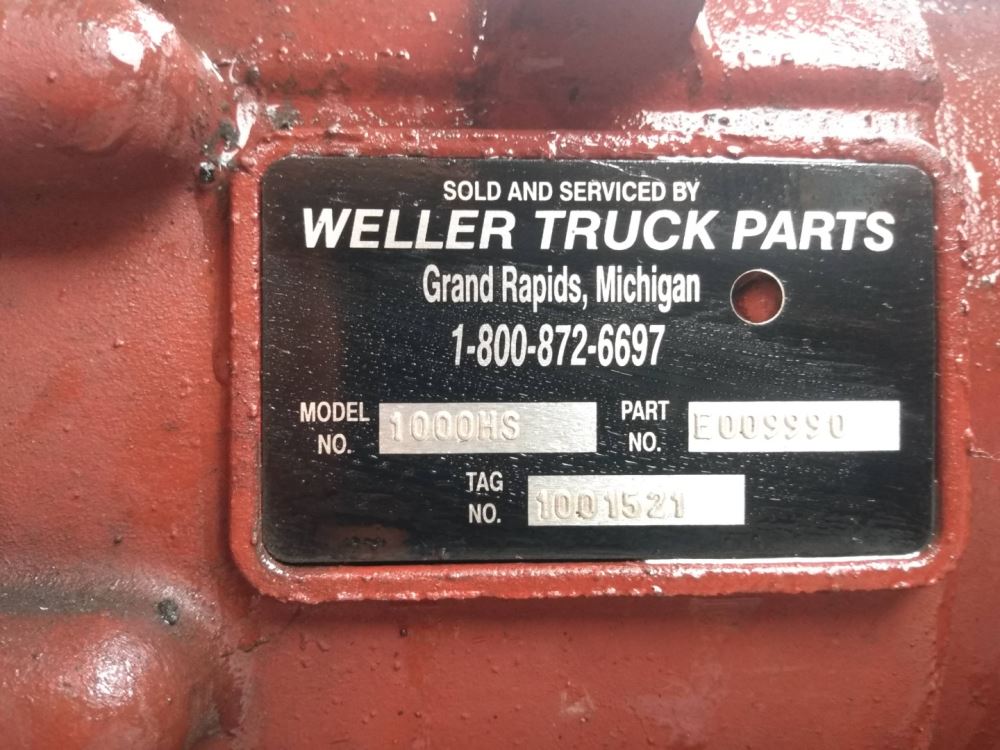 SOLD AND SERVICED BY
WELLER TRUCK PARTS
Grand Rapids, Michigan
1-800-872-6697
MODEL NO. 1000HS PART NO. E009990
TAG NO. 1001521